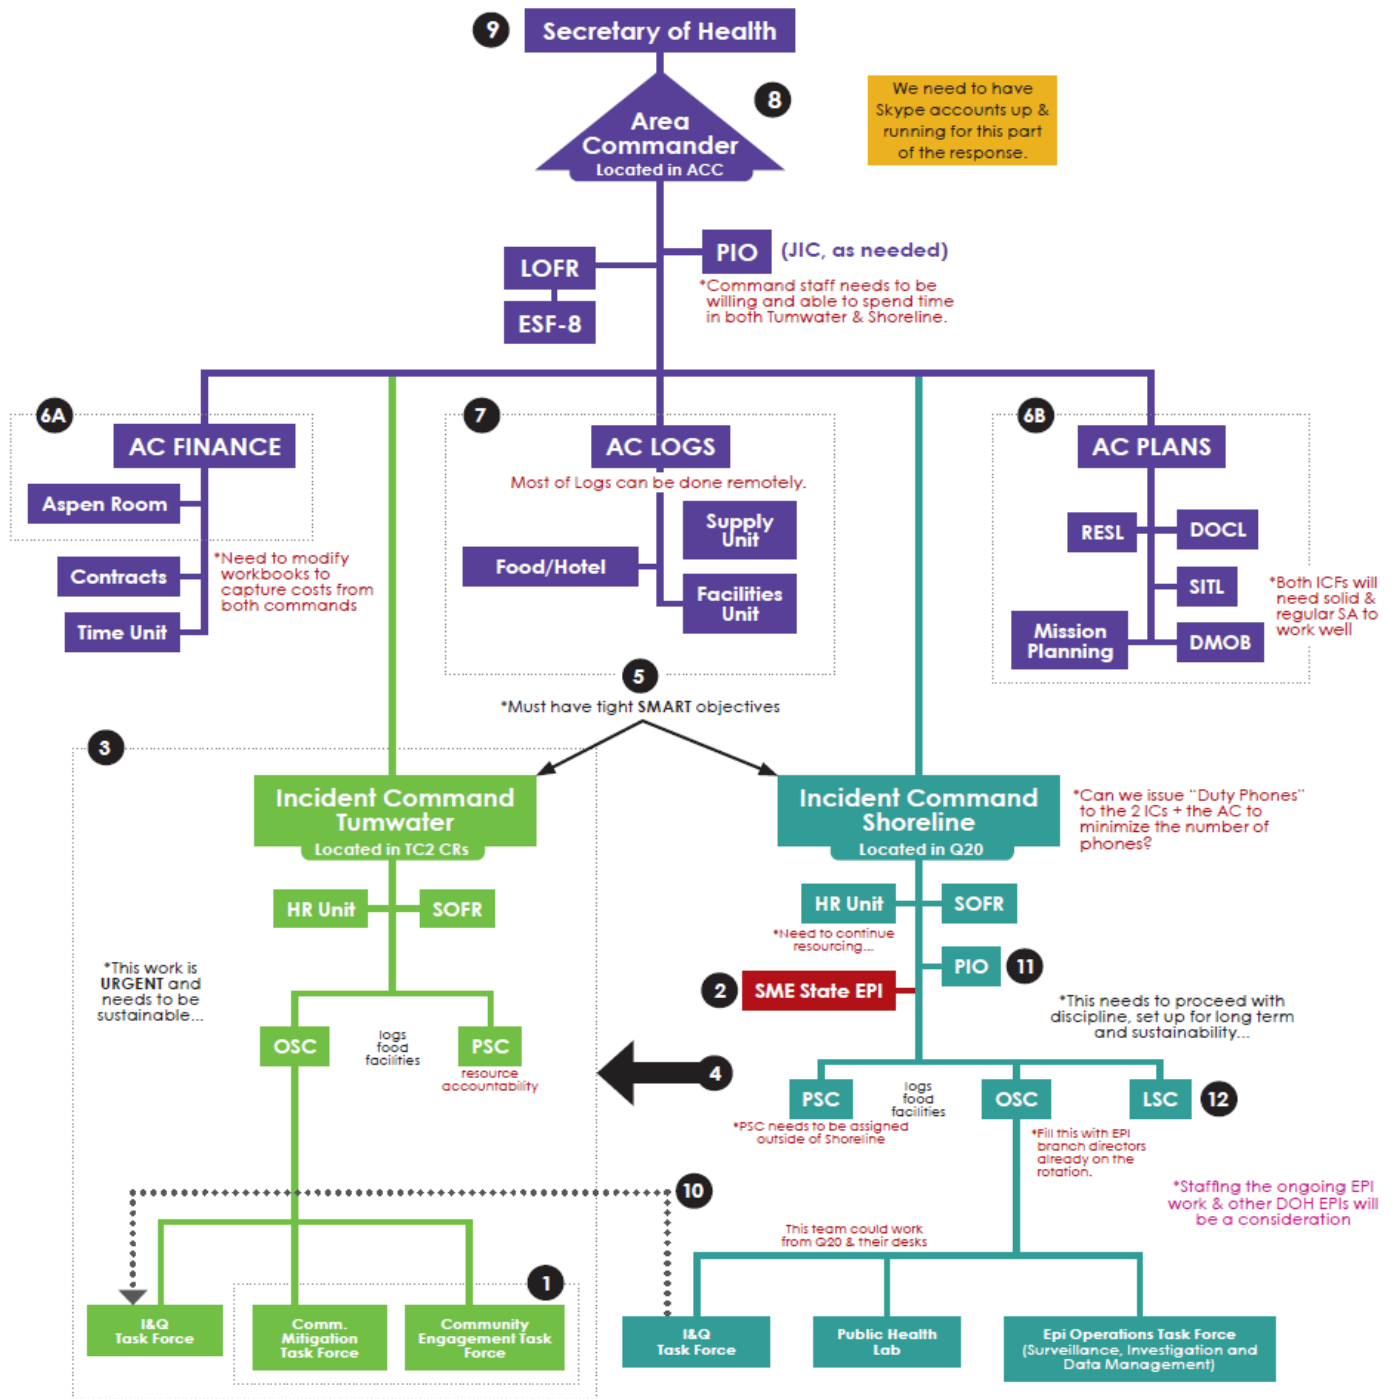 9
Secretary of Health
8
Area
Commander
Located in ACC
We need to have
Skype accounts up &
running for this part
of the response.
LOFR
ESF-8
PIO
(JIC, as needed)
*Command staff needs to be
willing and able to spend time
in both Tumwater & Shoreline.
6A
AC FINANCE
Aspen Room
Contracts
Time Unit
*Need to modify
workbooks to
capture costs from
both commands
7
AC LOGS
Most of Logs can be done remotely.
Supply
Unit
Food/Hotel
Facilities
Unit
6B
AC PLANS
RESL
DOCL
SITL
Mission
Planning
DMOB
*Both ICFs will
need solid &
regular SA to
work well
5
*Must have tight SMART objectives
3
Incident Command
Tumwater
Located in TC2 CRs
HR Unit
SOFR
*This work is
URGENT and
needs to be
sustainable...
OSC
logs
food
facilities
PSC
resource
accountability
Incident Command
Shoreline
Located in Q20
*Can we issue "Duty Phones"
to the 2 ICs + the AC to
minimize the number of
phones?
HR Unit
SOFR
*Need to continue
resourcing...
PIO
11
2
SME State EPI
*This needs to proceed with
discipline, set up for long term
and sustainability...
4
PSC
logs
food
facilities
OSC
LSC
12
*PSC needs to be assigned
outside of Shoreline
*Fill this with EPI
branch directors
already on the
rotation.
*Staffing the ongoing EPI
work & other DOH EPIs will
be a consideration
10
This team could work
from Q20 & their desks
1
I&Q
Task Force
Comm.
Mitigation
Task Force
Community
Engagement Task
Force
I&Q
Task Force
Public Health
Lab
Epi Operations Task Force
(Surveillance, Investigation and
Data Management)